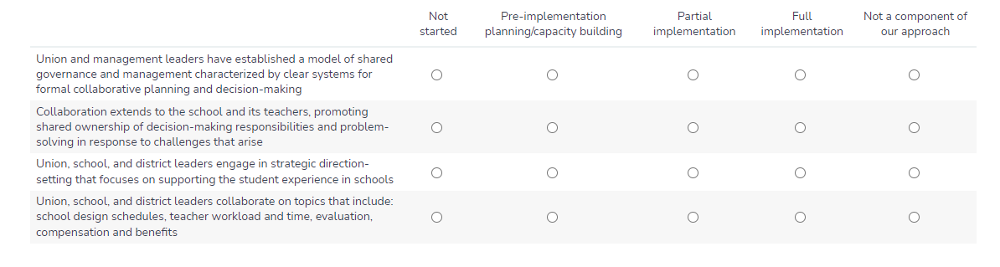 Not started
Pre-implementation planning/capacity building
Partial implementation
Full implementation
Not a component of our approach
Union and management leaders have established a model of shared
governance and management characterized by clear systems for
formal collaborative planning and decision-making
Collaboration extends to the school and its teachers, promoting
shared ownership of decision-making responsibilities and problem-
solving in response to challenges that arise
Union, school, and district leaders engage in strategic direction-
setting that focuses on supporting the student experience in schools
Union, school, and district leaders collaborate on topics that include:
school design schedules, teacher workload and time, evaluation,
compensation and benefits